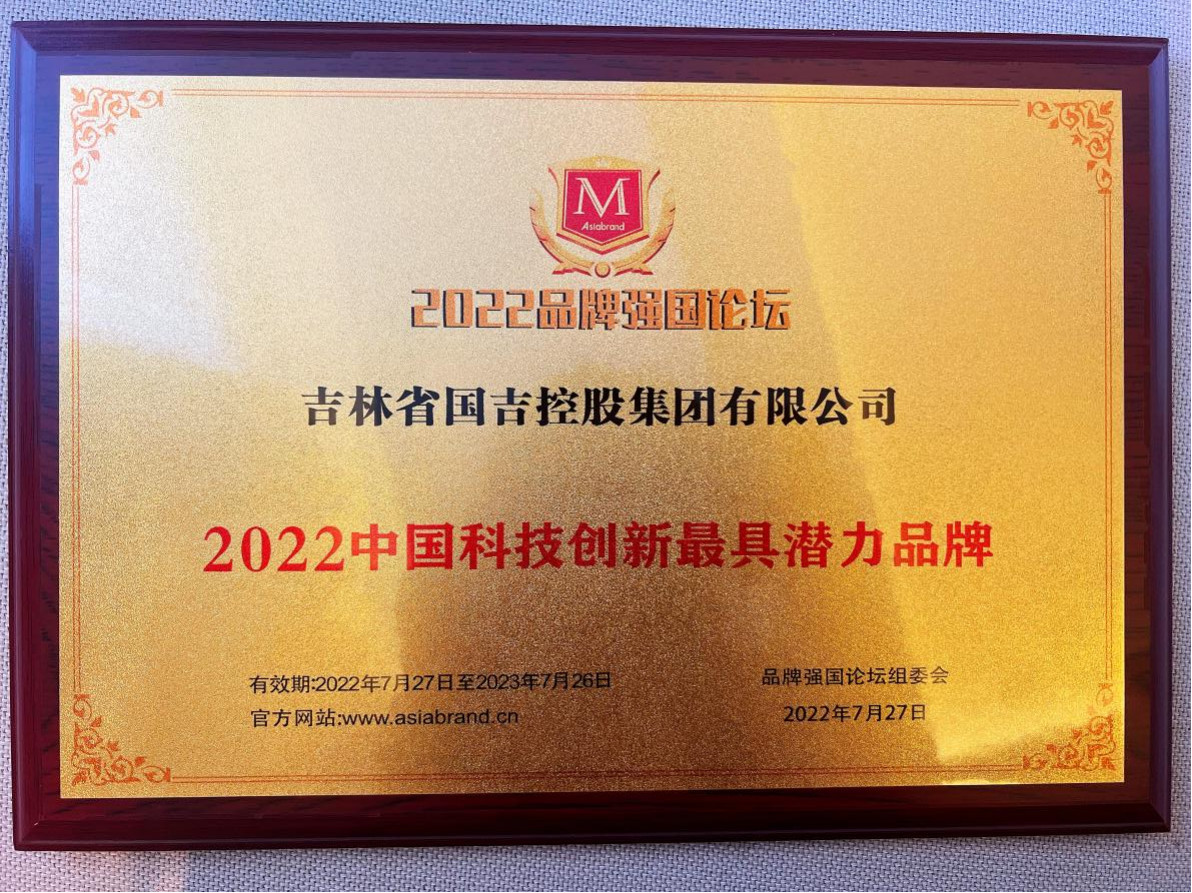 M
Asiabrand
2022品牌强国论坛
吉林省国吉控股集团有限公司
2022中国科技创新最具潜力品牌
有效期:2022年7月27日至2023年7月26日
官方网站:www.asiabrand.cn
品牌强国论坛组委会
2022年7月27日